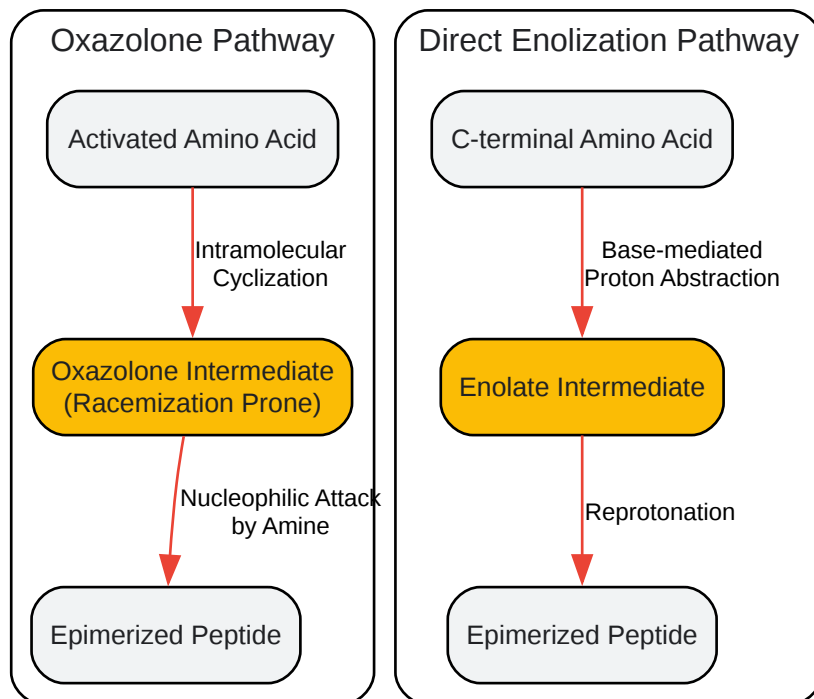 Oxazolone Pathway
Activated Amino Acid
Intramolecular
Cyclization
Oxazolone Intermediate
(Racemization Prone)
Nucleophilic Attack
by Amine
Epimerized Peptide
Direct Enolization Pathway
C-terminal Amino Acid
Base-mediated
Proton Abstraction
Enolate Intermediate
Reprotonation
Epimerized Peptide